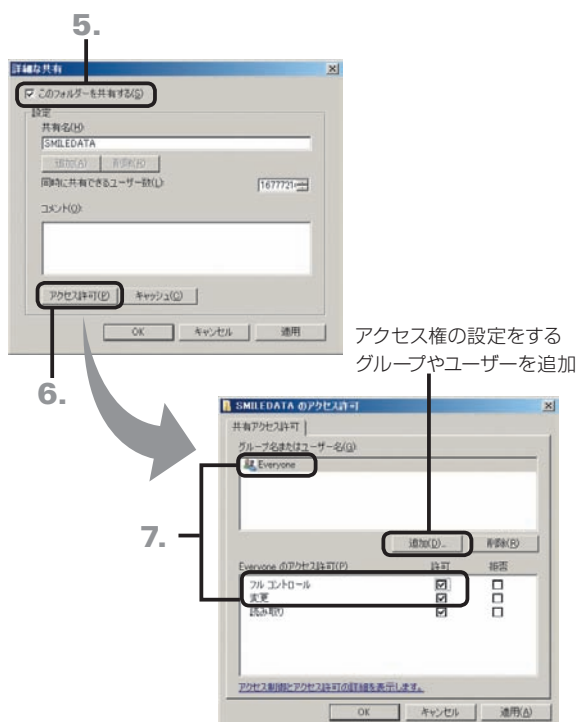 5.
詳細な共有
このフォルダーを共有する(S)
設定
共有名(H)
SMILEDATA
追加(A) 削除(R)
同時に共有できるユーザー数(L):
1677721
コメント(O):
アクセス許可(P) キャッシュ(C)
OK キャンセル 適用
6.
アクセス権の設定をする
グループやユーザーを追加
SMILEDATA のアクセス許可
共有アクセス許可
グループ名またはユーザー名(G):
Everyone
7.
追加(D)... 削除(R)
Everyone のアクセス許可(P) 許可 拒否
フル コントロール
変更
読み取り
アクセス制御とアクセス許可の詳細を表示します。
OK キャンセル 適用(A)